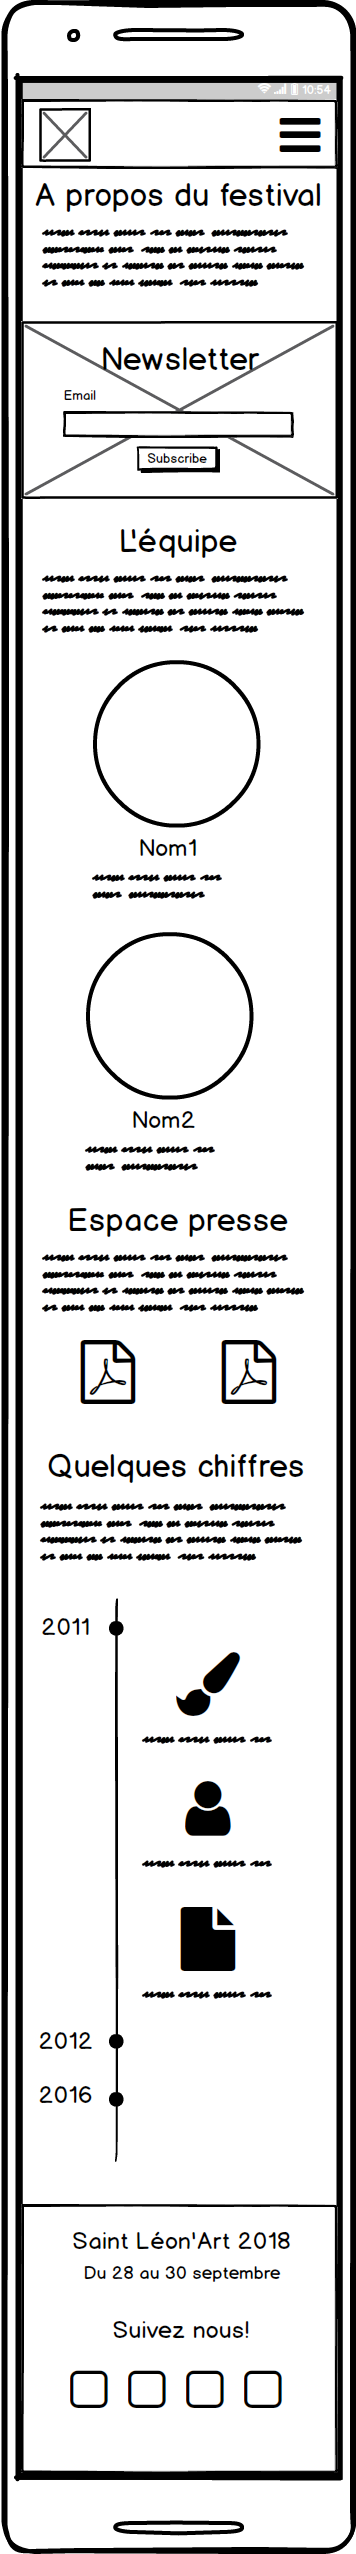 10:54
A propos du festival
Newsletter
Email
Subscribe
L'équipe
Nom1
Nom2
Espace presse
Quelques chiffres
2011
2012
2016
Saint Léon'Art 2018
Du 28 au 30 septembre
Suivez nous!